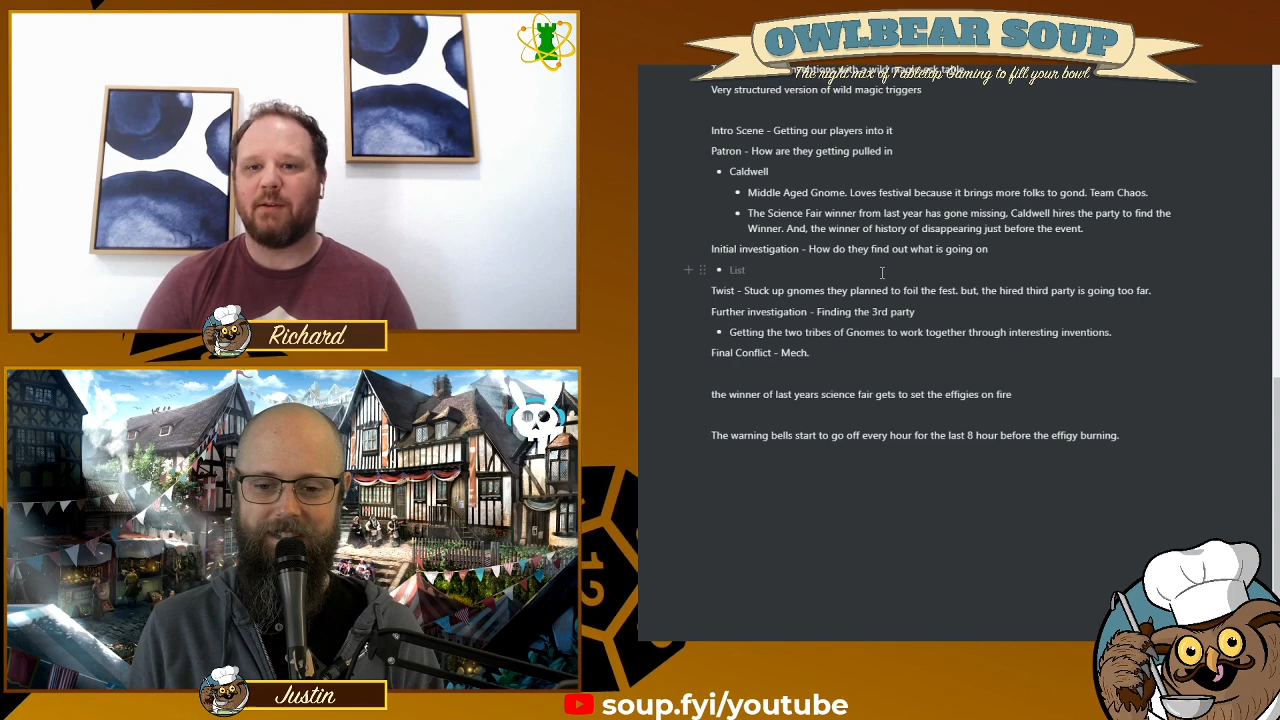 OWLBEAR SOUP
The right mix of Tabletop Gaming to fill your bowl.
Very structured version of wild magic triggers
Intro Scene - Getting our players into it
Patron - How are they getting pulled in
Caldwell
Middle Aged Gnome. Loves festival because it brings more folks to gond. Team Chaos.
The Science Fair winner from last year has gone missing, Caldwell hires the party to find the
Winner. And, the winner of history of disappearing just before the event.
Initial investigation - How do they find out what is going on
List
Twist - Stuck up gnomes they planned to foil the fest. but, the hired third party is going too far.
Further investigation - Finding the 3rd party
Getting the two tribes of Gnomes to work together through interesting inventions.
Final Conflict - Mech.
the winner of last years science fair gets to set the effigies on fire
The warning bells start to go off every hour for the last 8 hour before the effigy burning.
Richard
Justin
12
soup.fyi/youtube